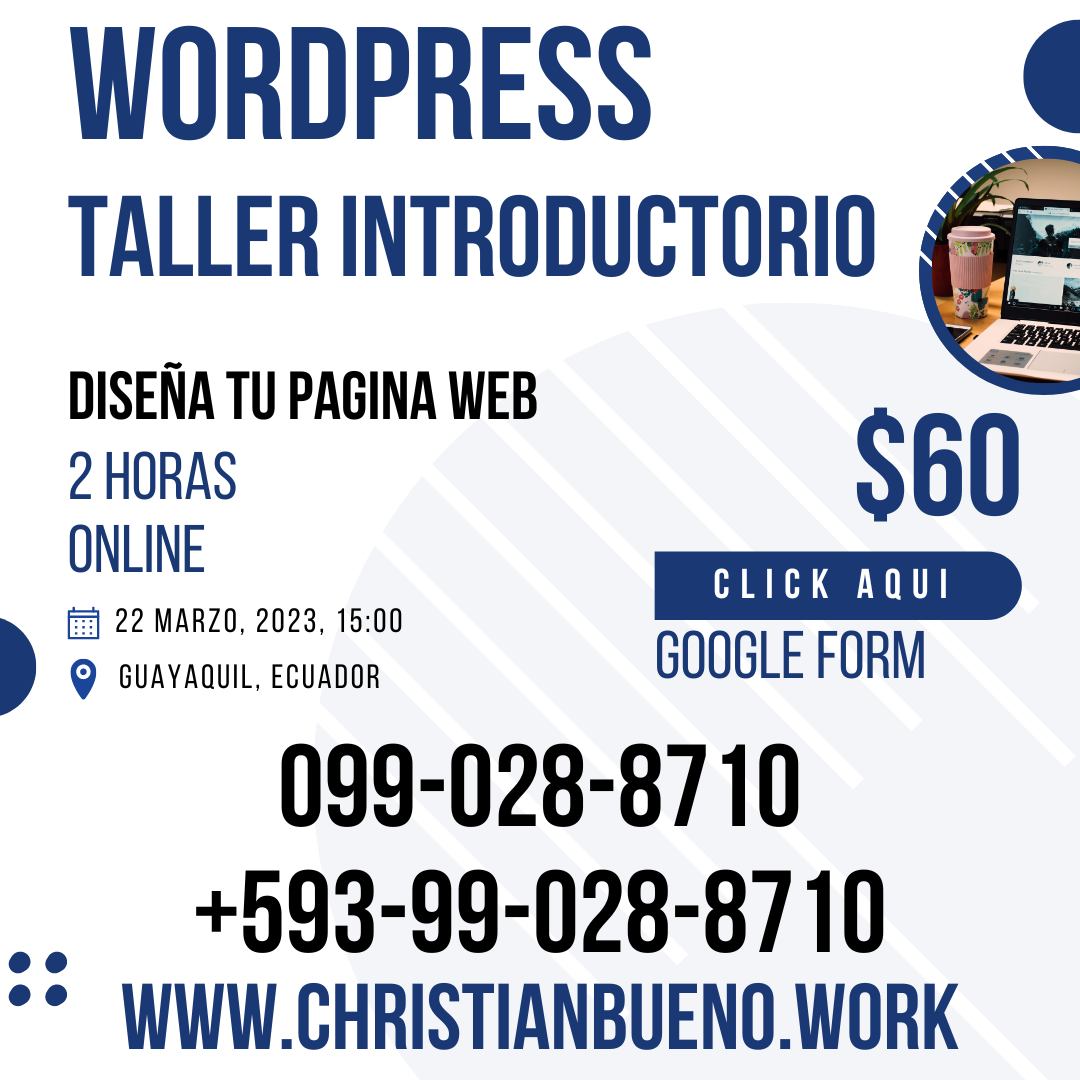 WORDPRESS
TALLER INTRODUCTORIO
DISEÑA TU PAGINA WEB
2 HORAS
ONLINE
22 MARZO, 2023, 15:00
GUAYAQUIL, ECUADOR
$60
CLICK AQUI
GOOGLE FORM
099-028-8710
+593-99-028-8710
WWW.CHRISTIANBUENO.WORK